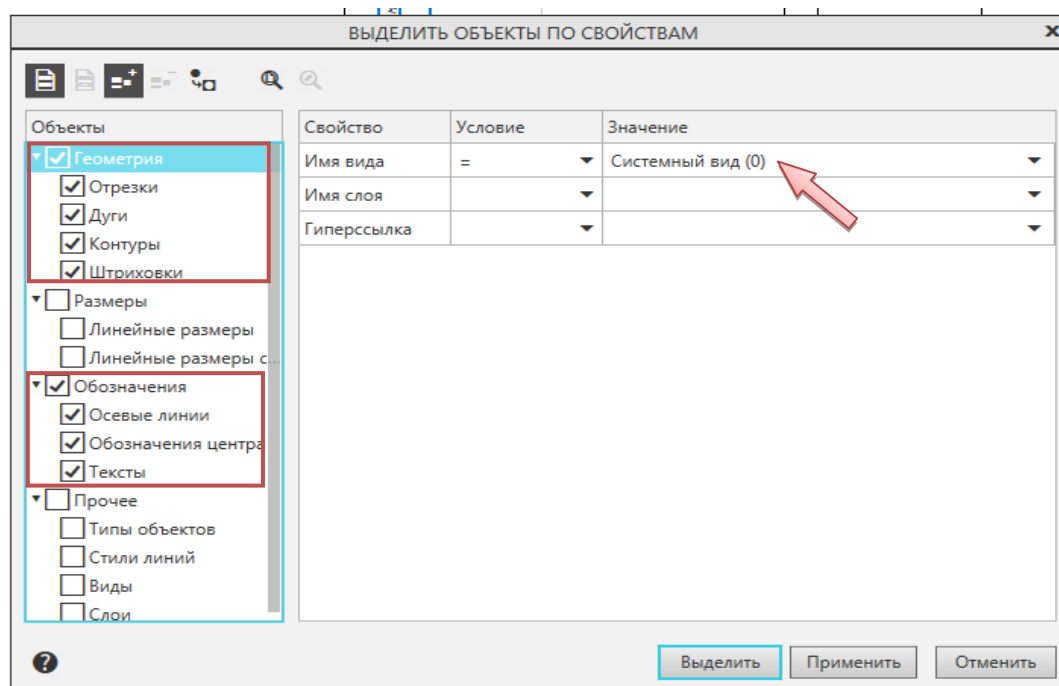 ВЫДЕЛИТЬ ОБЪЕКТЫ ПО СВОЙСТВАМ
Объекты
Геометрия
Отрезки
Дуги
Контуры
Штриховки
Размеры
Линейные размеры
Линейные размеры с...
Обозначения
Осевые линии
Обозначения центра
Тексты
Прочее
Типы объектов
Стили линий
Виды
Слои
Свойство Условие Значение
Имя вида = Системный вид (0)
Имя слоя
Гиперссылка
Выделить Применить Отменить